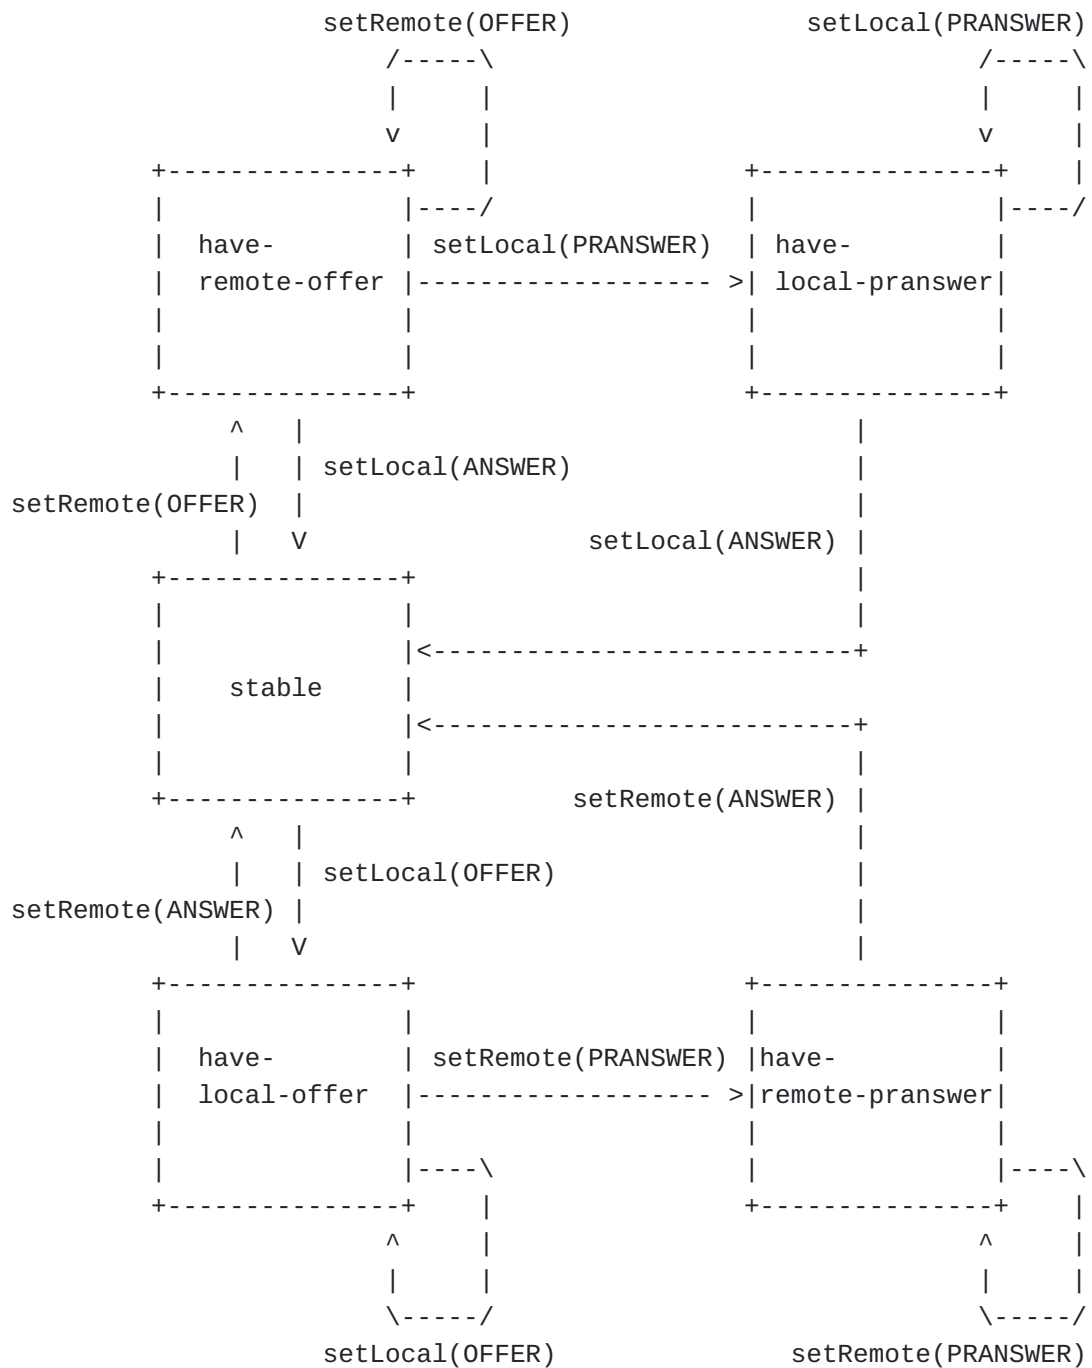 setRemote(OFFER) setLocal(PRANSWER)
have- setLocal(PRANSWER) have-
remote-offer local-pranswer
setLocal(ANSWER)
setRemote(OFFER)
setLocal(ANSWER)
stable
setRemote(ANSWER)
setLocal(OFFER)
setRemote(ANSWER)
have- setRemote(PRANSWER) have-
local-offer remote-pranswer
setLocal(OFFER) setRemote(PRANSWER)